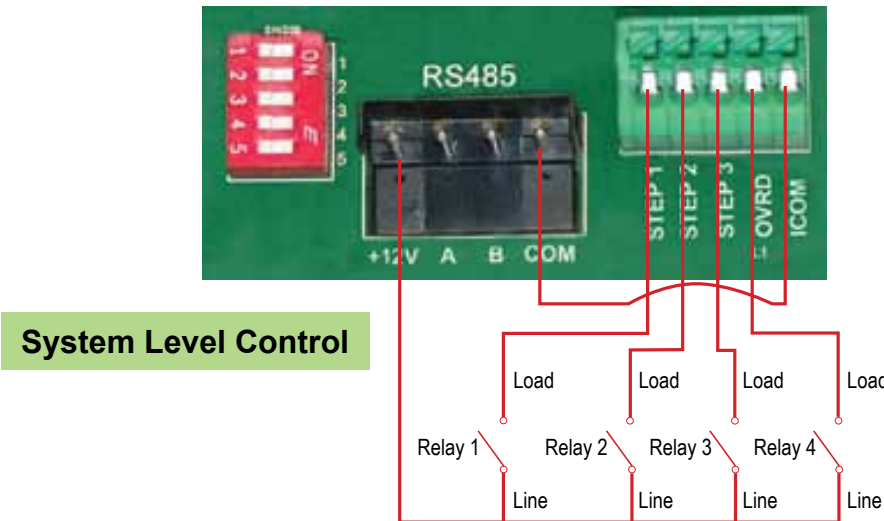 ON
1
2
3
4
5
1
2
3
4
5
RS485
+12V A B COM
STEP 1
STEP 2
STEP 3
OVRD
ICOM
L1
System Level Control
Load Load Load Load
Relay 1 Relay 2 Relay 3 Relay 4
Line Line Line Line